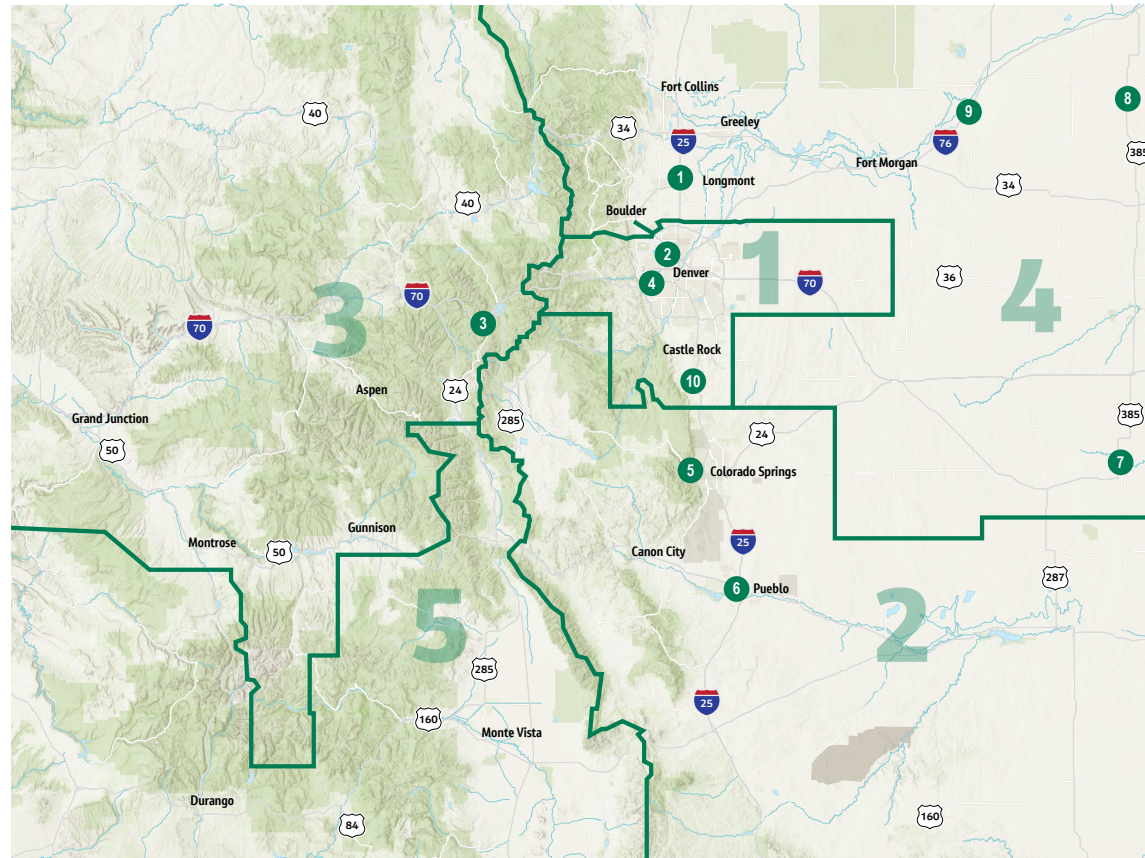 Fort Collins
8
9
40
Greeley
34
25
76
385
Fort Morgan
1
Longmont
34
40
Boulder
2
1
Denver
36
4
70
4
3
70
3
70
Castle Rock
10
Aspen
24
385
Grand Junction
285
24
50
7
5
Colorado Springs
Gunnison
25
Montrose
50
Canon City
287
6
Pueblo
5
2
285
25
160
Monte Vista
Durango
84
160